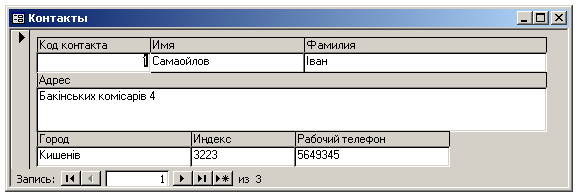 Контакты
Код контакта Имя Фамилия
1 Самаойлов Іван
Адрес
Бакінських комісарів 4
Город Индекс Рабочий телефон
Кишенів 3223 5649345
Запись: 1 из 3